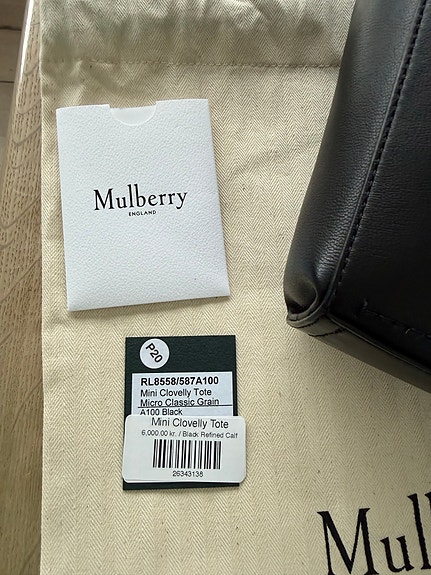 Mulberry
ENGLAND
P20
RL8558/587A100
Mini Clovelly Tote
Micro Classic Grain
A100 Black
Mini Clovelly Tote
6,000.00 kr. / Black Refined Calf
26343138
Mul